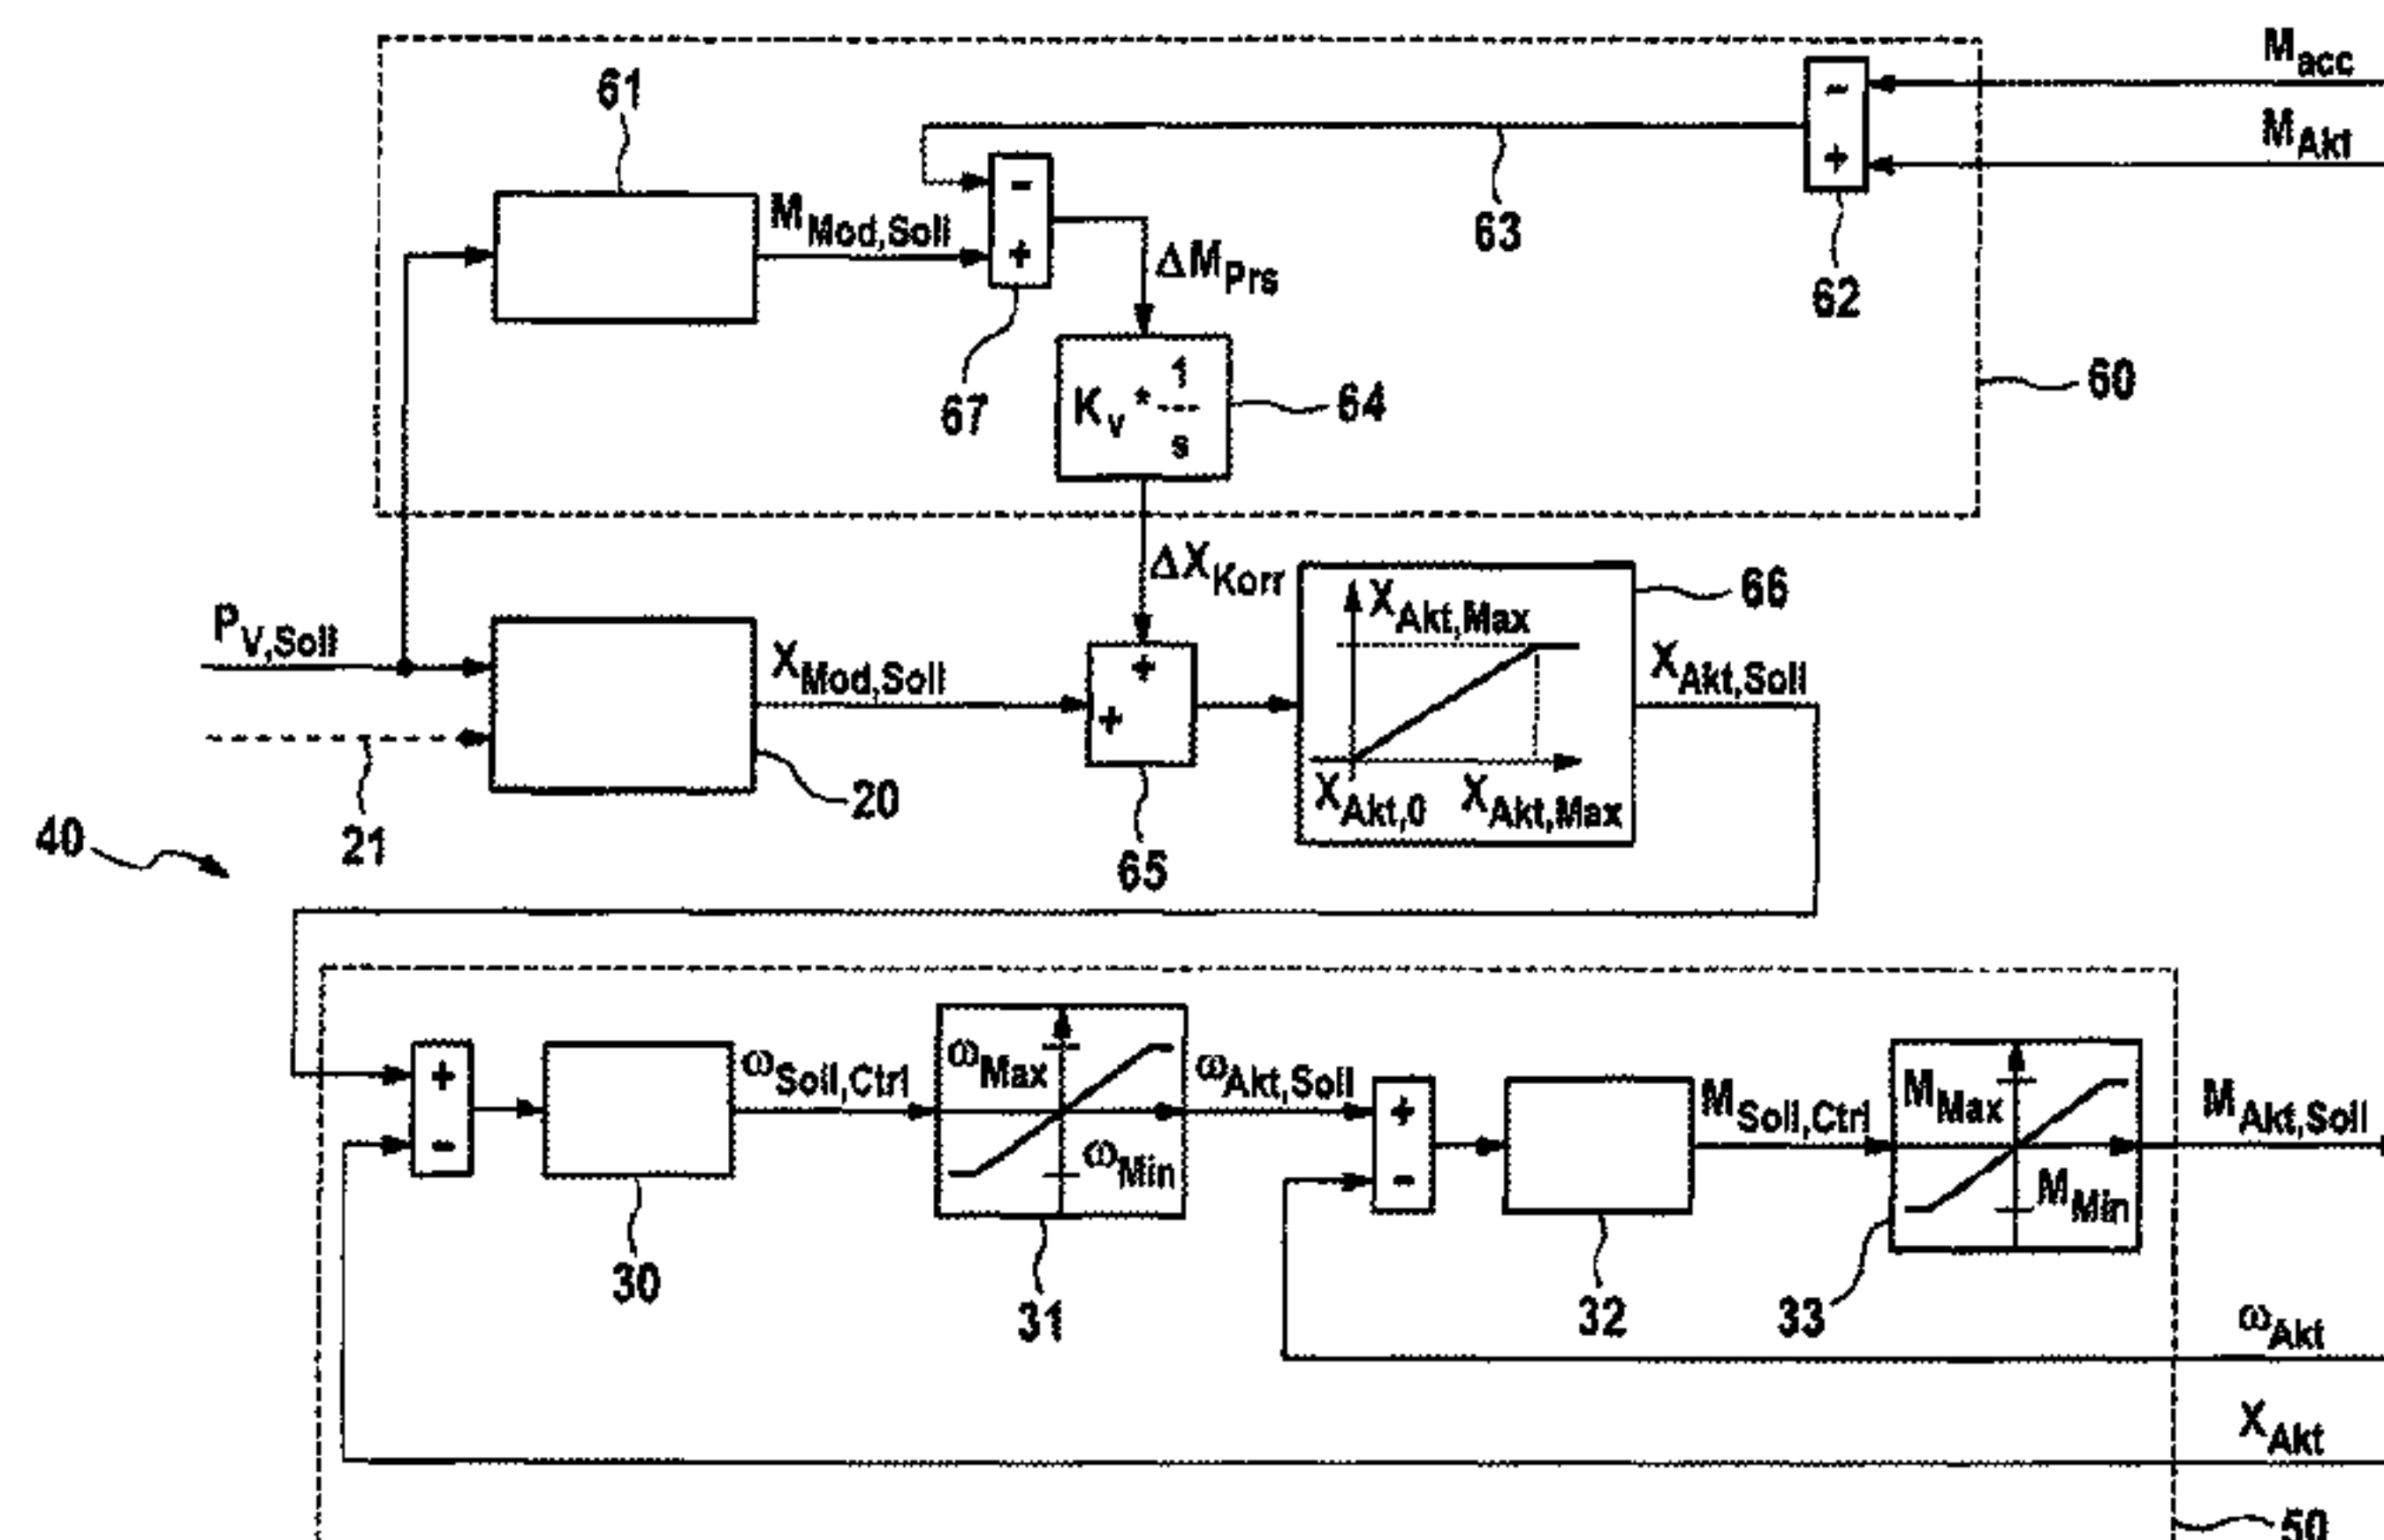 M_acc
M_Akt
61
M_Mod,Soll
-
+
-
+
ΔM_Prs
63
62
67
K_v * 1/s
64
60
ΔX_Korr
P_V,Soll
X_Mod,Soll
+
+
X_Akt,Max
66
X_Akt,Soll
X_Akt,0
X_Akt,Max
21
20
65
40
+
-
ω_Soll,Ctrl
ω_Max
ω_Min
ω_Akt,Soll
+
-
M_Soll,Ctrl
M_Max
M_Min
M_Akt,Soll
30
31
32
33
ω_Akt
X_Akt
50